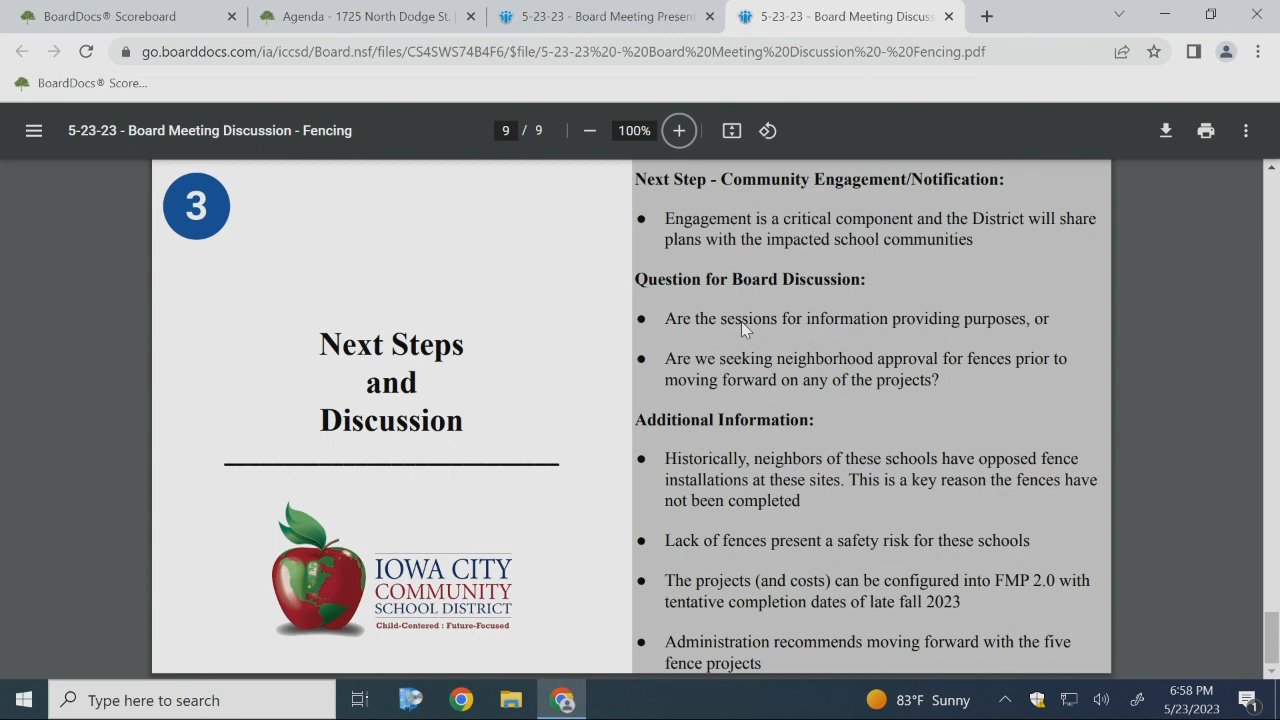 BoardDocs® Scoreboard
Agenda - 1725 North Dodge St.
5-23-23 - Board Meeting Present
5-23-23 - Board Meeting Discuss
go.boarddocs.com/ia/iccsd/Board.nsf/files/CS4SWS74B4F6/$file/5-23-23%20-%20Board%20Meeting%20Discussion%20-%20Fencing.pdf
BoardDocs® Score...
5-23-23 - Board Meeting Discussion - Fencing
9 / 9
100%
3
Next Steps
and
Discussion
IOWA CITY
COMMUNITY
SCHOOL DISTRICT
Child-Centered : Future-Focused
Next Step - Community Engagement/Notification:
● Engagement is a critical component and the District will share
plans with the impacted school communities
Question for Board Discussion:
● Are the sessions for information providing purposes, or
● Are we seeking neighborhood approval for fences prior to
moving forward on any of the projects?
Additional Information:
● Historically, neighbors of these schools have opposed fence
installations at these sites. This is a key reason the fences have
not been completed
● Lack of fences present a safety risk for these schools
● The projects (and costs) can be configured into FMP 2.0 with
tentative completion dates of late fall 2023
● Administration recommends moving forward with the five
fence projects
Type here to search
83°F Sunny
6:58 PM
5/23/2023
1